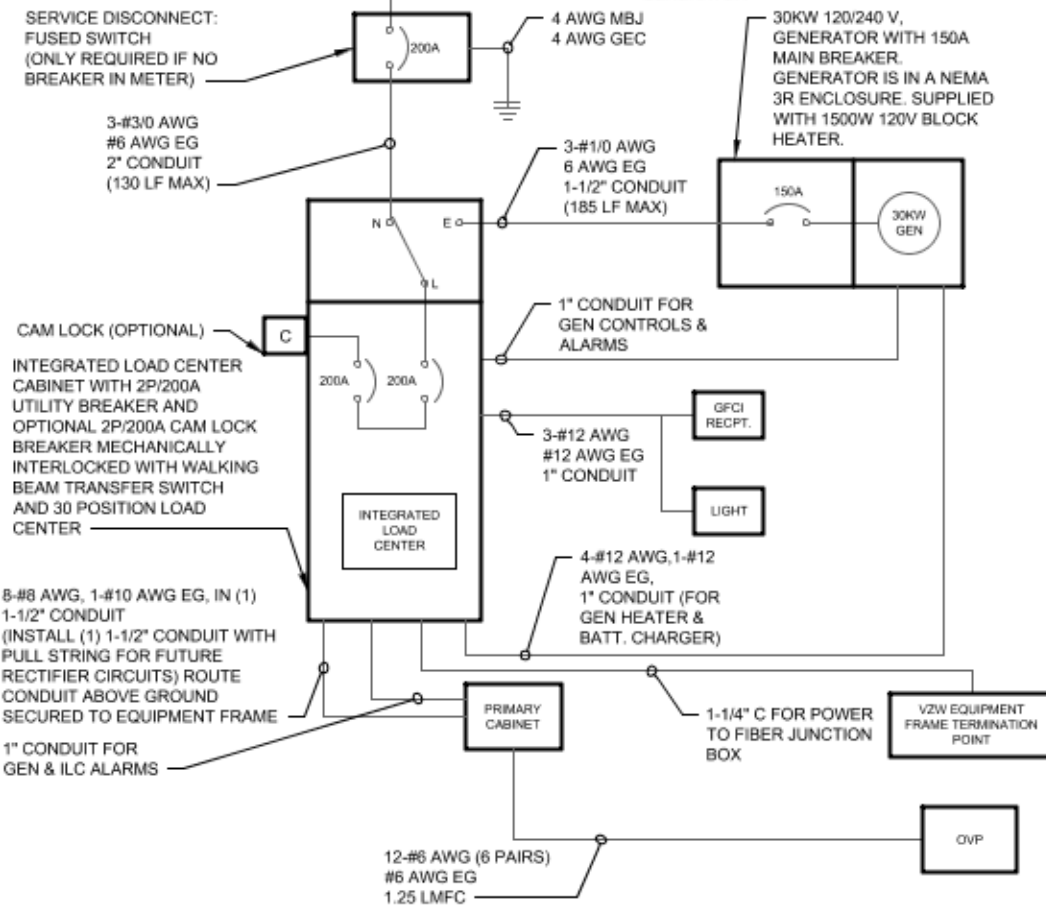 SERVICE DISCONNECT:
FUSED SWITCH
(ONLY REQUIRED IF NO
BREAKER IN METER)
200A
4 AWG MBJ
4 AWG GEC
30KW 120/240 V,
GENERATOR WITH 150A
MAIN BREAKER.
GENERATOR IS IN A NEMA
3R ENCLOSURE. SUPPLIED
WITH 1500W 120V BLOCK
HEATER.
3-#3/0 AWG
#6 AWG EG
2" CONDUIT
(130 LF MAX)
3-#1/0 AWG
6 AWG EG
1-1/2" CONDUIT
(185 LF MAX)
150A
30KW
GEN
N
E
L
CAM LOCK (OPTIONAL)
C
1" CONDUIT FOR
GEN CONTROLS &
ALARMS
INTEGRATED LOAD CENTER
CABINET WITH 2P/200A
UTILITY BREAKER AND
OPTIONAL 2P/200A CAM LOCK
BREAKER MECHANICALLY
INTERLOCKED WITH WALKING
BEAM TRANSFER SWITCH
AND 30 POSITION LOAD
CENTER
200A
200A
GFCI
RECPT.
3-#12 AWG
#12 AWG EG
1" CONDUIT
LIGHT
INTEGRATED
LOAD
CENTER
4-#12 AWG,1-#12
AWG EG,
1" CONDUIT (FOR
GEN HEATER &
BATT. CHARGER)
8-#8 AWG, 1-#10 AWG EG, IN (1)
1-1/2" CONDUIT
(INSTALL (1) 1-1/2" CONDUIT WITH
PULL STRING FOR FUTURE
RECTIFIER CIRCUITS) ROUTE
CONDUIT ABOVE GROUND
SECURED TO EQUIPMENT FRAME
PRIMARY
CABINET
1-1/4" C FOR POWER
TO FIBER JUNCTION
BOX
VZW EQUIPMENT
FRAME TERMINATION
POINT
1" CONDUIT FOR
GEN & ILC ALARMS
OVP
12-#6 AWG (6 PAIRS)
#6 AWG EG
1.25 LMFC